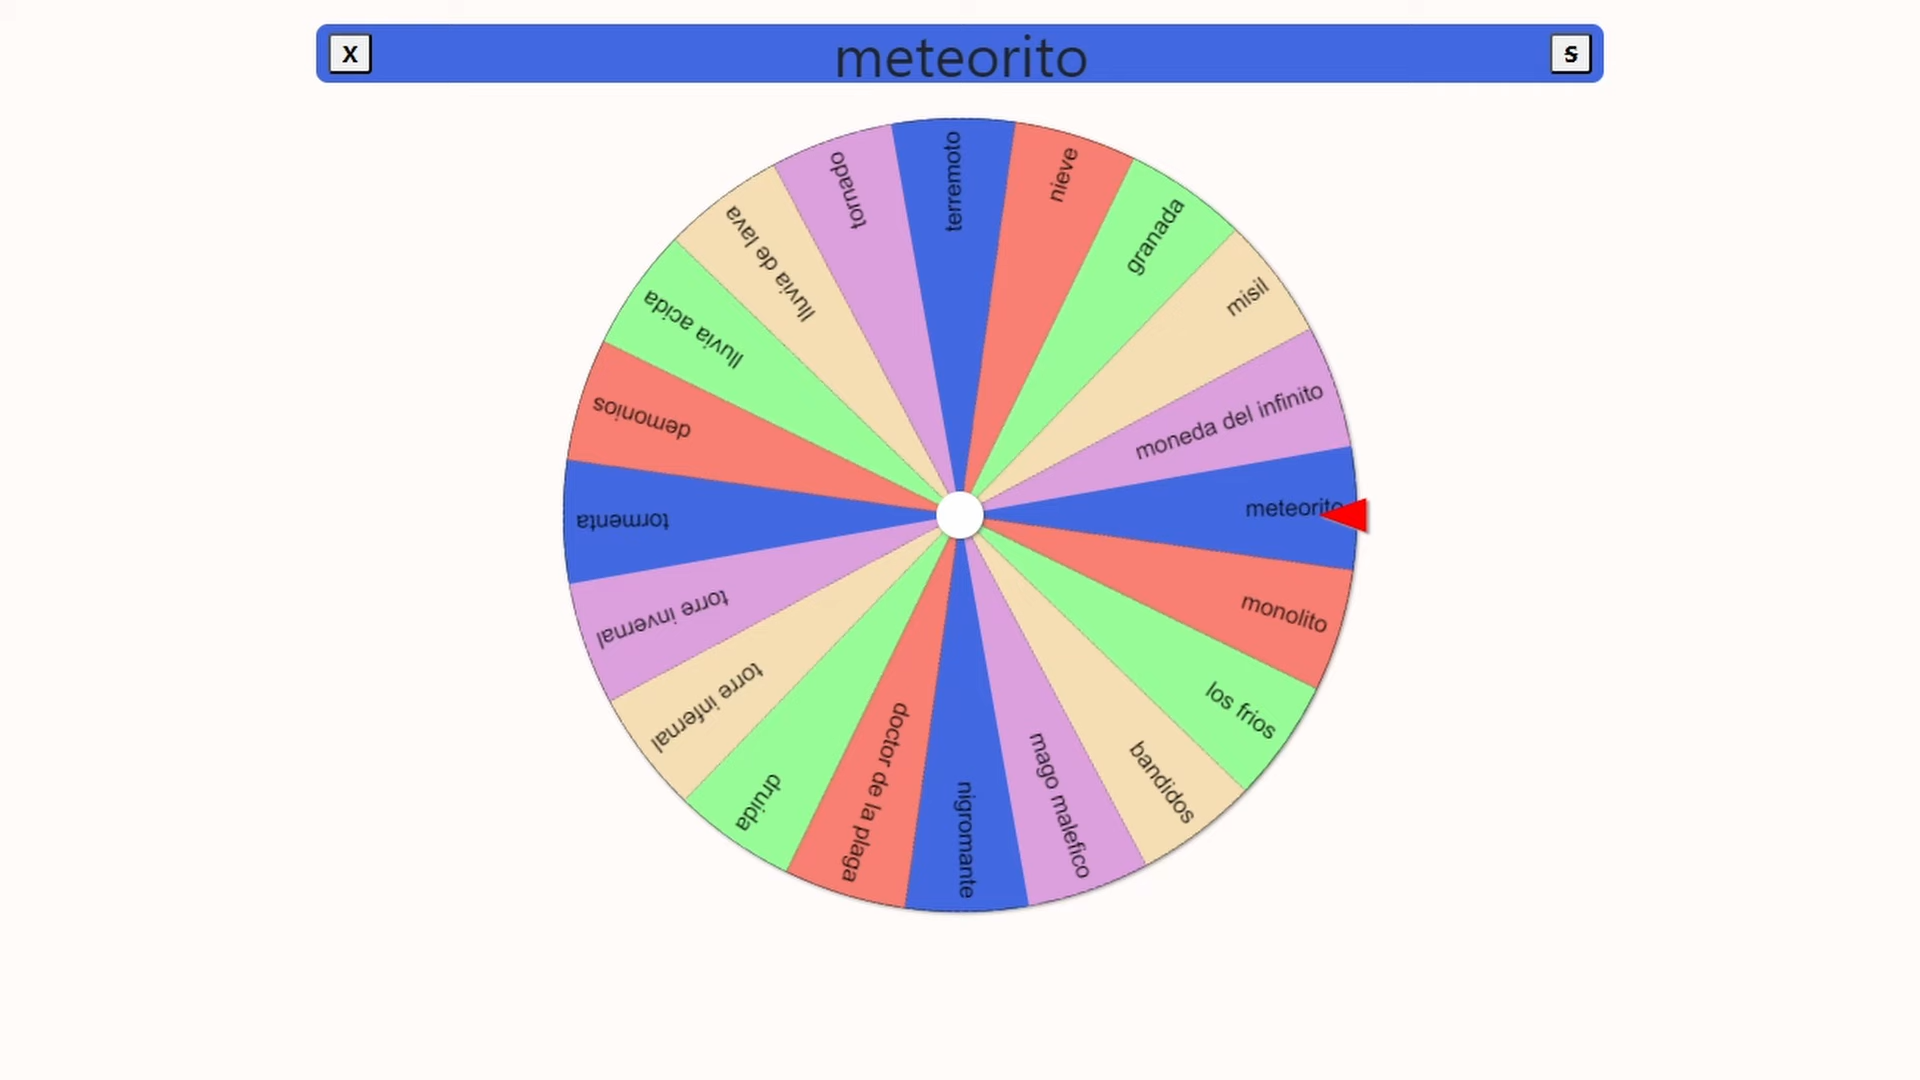 X
meteorito
S
terremoto
nieve
granada
misil
moneda del infinito
meteorito
monolito
los frios
bandidos
mago malefico
nigromante
doctor de la plaga
druida
torre infernal
torre invernal
tormenta
demonios
lluvia acida
lluvia de lava
tornado